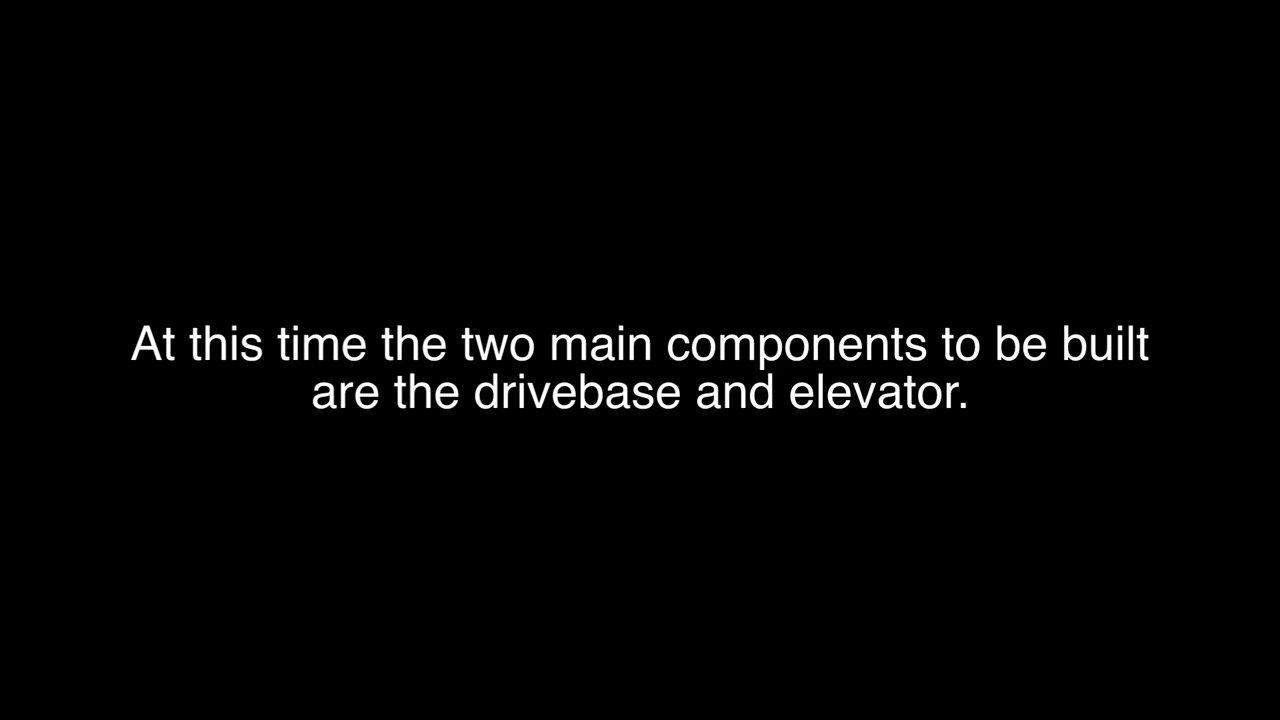 At this time the two main components to be built
are the drivebase and elevator.